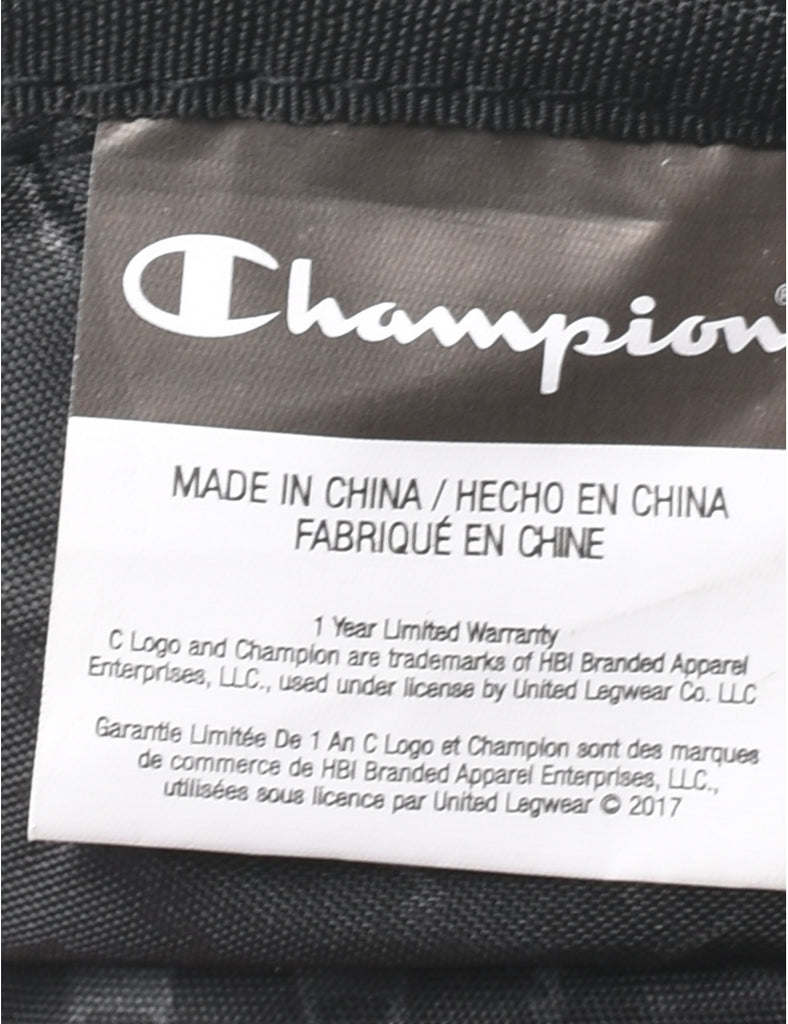 Champion®
MADE IN CHINA / HECHO EN CHINA
FABRIQUÉ EN CHINE
1 Year Limited Warranty
C Logo and Champion are trademarks of HBI Branded Apparel
Enterprises, LLC., used under license by United Legwear Co. LLC
Garantie Limitée De 1 An C Logo et Champion sont des marques
de commerce de HBI Branded Apparel Enterprises, LLC.,
utilisées sous licence par United Legwear © 2017